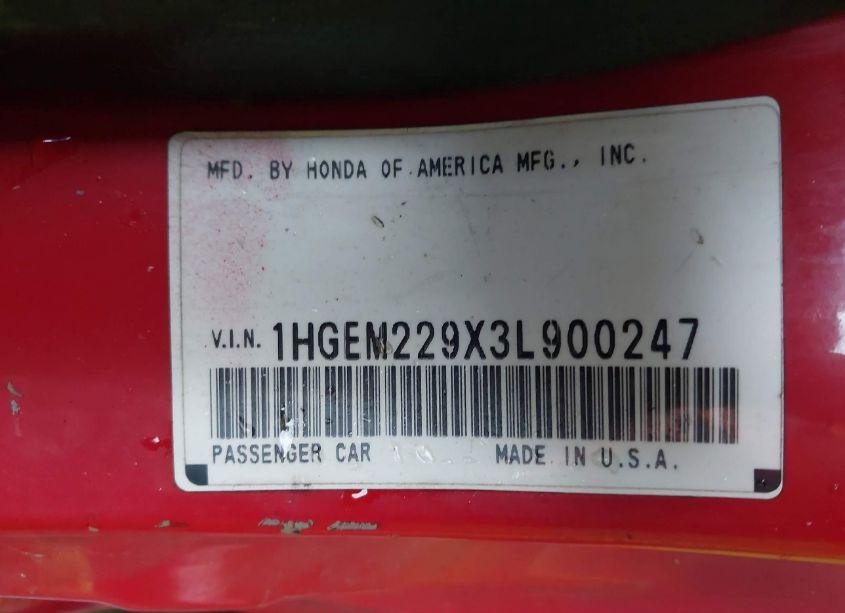 MFD. BY HONDA OF AMERICA MFG., INC.
V.I.N. 1HGEM229X3L900247
PASSENGER CAR MADE IN U.S.A.